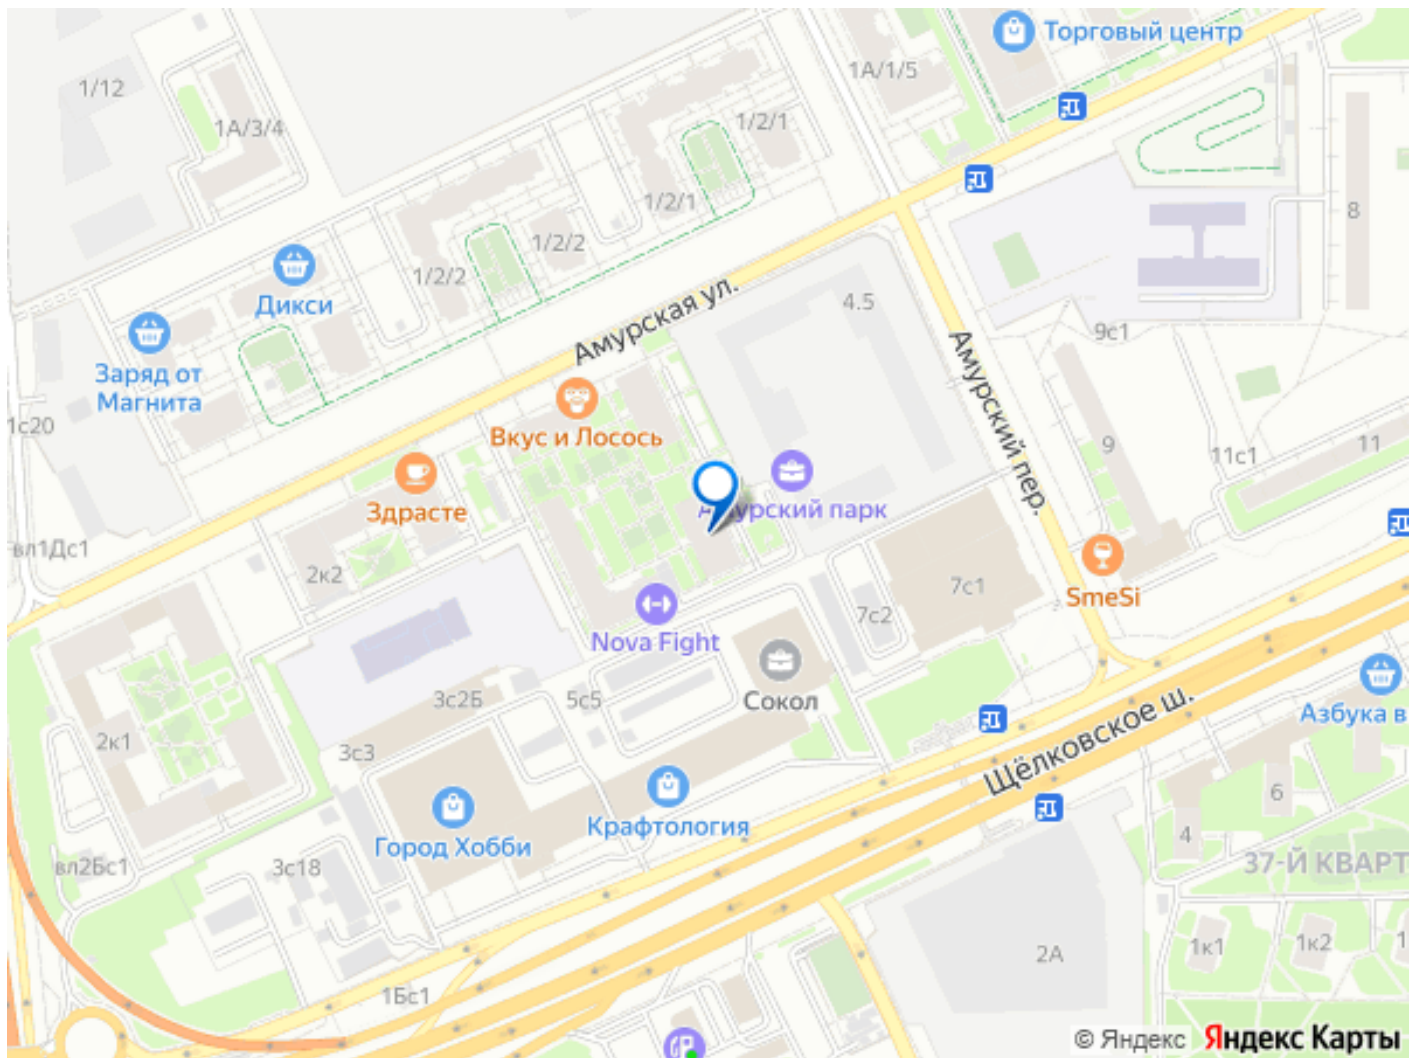 Торговый центр
1/12
1А/1/5
1А/3/4
1/2/1
1/2/1
8
1/2/2
1/2/2
Дикси
Амурская ул.
4.5
9с1
Заряд от
Магнита
1с20
Амурский пер.
Вкус и Лосось
9
11
11с1
Здрасте
Амурский парк
вл1Дс1
2к2
7с1
SmeSi
7с2
Nova Fight
3с2Б
5с5
Сокол
Азбука в
2к1
3с3
Щёлковское ш.
6
Крафтология
4
Город Хобби
вл2Бс1
3с18
37-Й КВАРТ
1к1
1к2
1
2А
1Бс1
© Яндекс Яндекс Карты